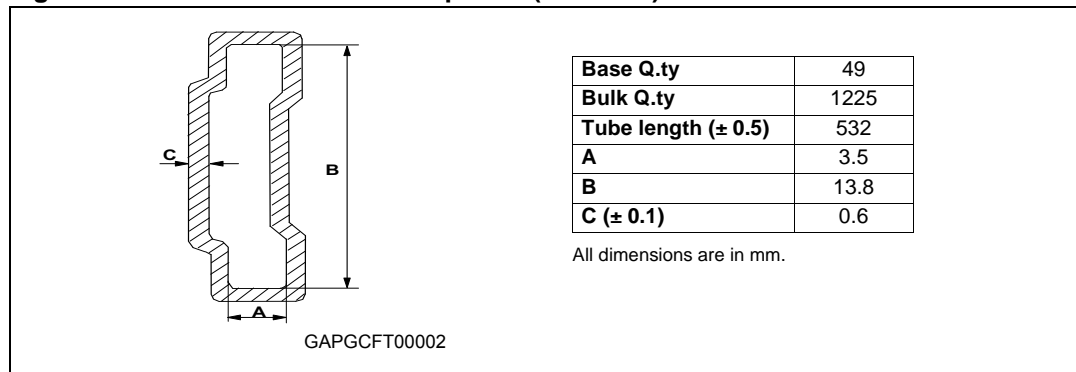 C
B
A
GAPGCFT00002
Base Q.ty 49
Bulk Q.ty 1225
Tube length (± 0.5) 532
A 3.5
B 13.8
C (± 0.1) 0.6
All dimensions are in mm.